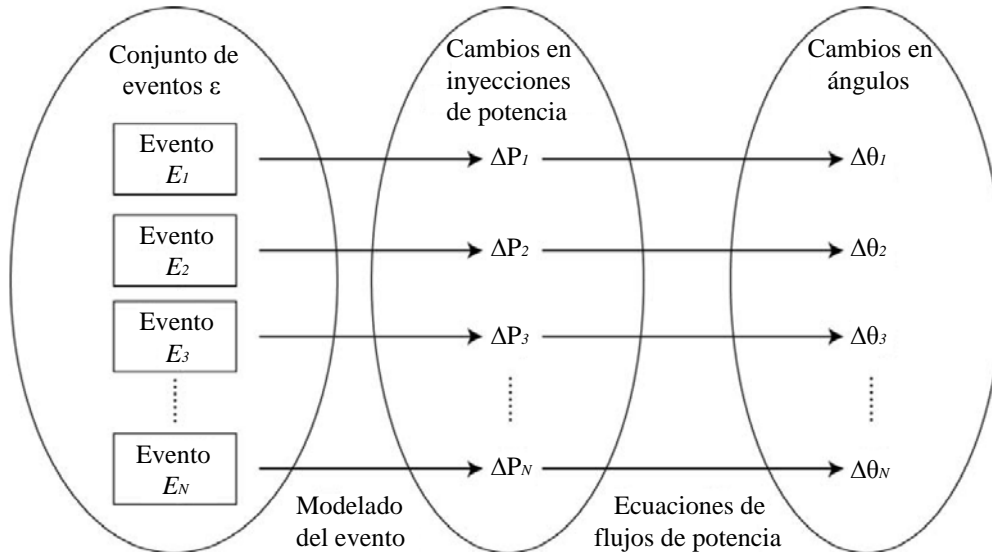 Conjunto de
eventos ε
Cambios en
inyecciones
de potencia
Cambios en
ángulos
Evento
E1
ΔP1
Δθ1
Evento
E2
ΔP2
Δθ2
Evento
E3
ΔP3
Δθ3
Evento
EN
ΔPN
ΔθN
Modelado
del evento
Ecuaciones de
flujos de potencia